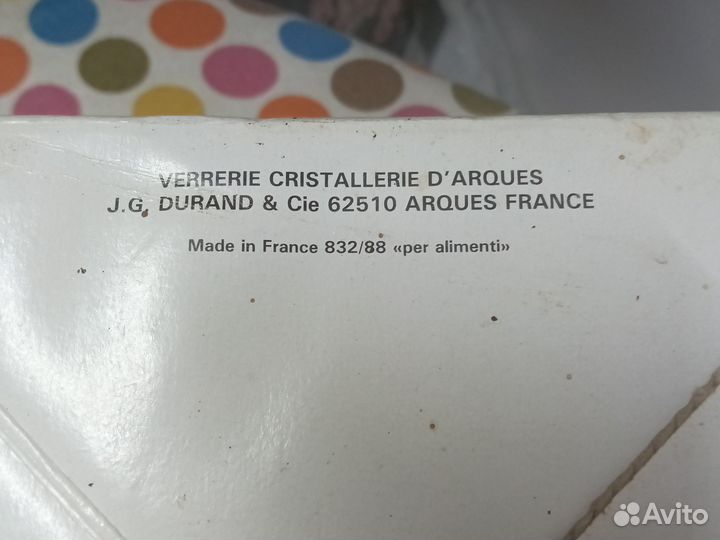 VERRERIE CRISTALLERIE D'ARQUES
J.G. DURAND & Cie 62510 ARQUES FRANCE
Made in France 832/88 «per alimenti»
Avito